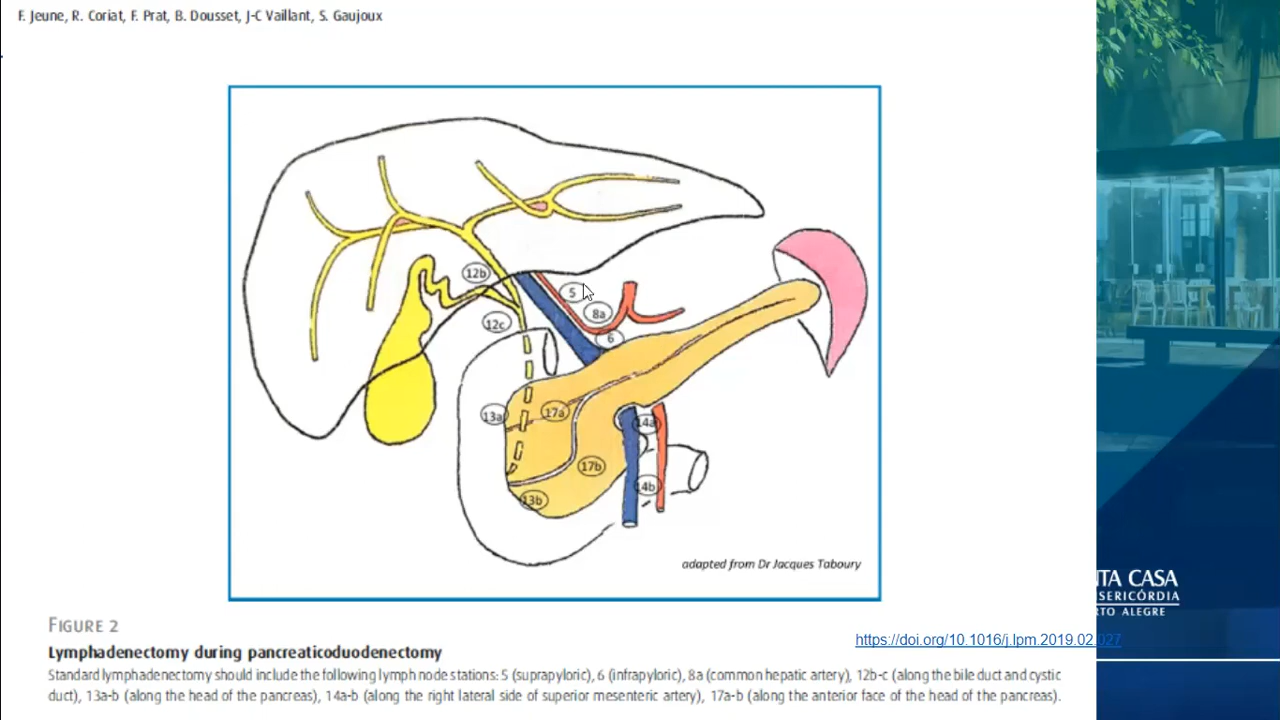 F. Jeune, R. Coriat, F. Prat, B. Dousset, J-C Vaillant, S. Gaujoux
12b
5
8a
12c
6
13a
17a
14a
17b
14b
13b
adapted from Dr Jacques Taboury
NTA CASA
SERICÓRDIA
RTO ALEGRE
FIGURE 2
https://doi.org/10.1016/j.lpm.2019.02.027
Lymphadenectomy during pancreaticoduodenectomy
Standard lymphadenectomy should include the following lymph node stations: 5 (suprapyloric), 6 (infrapyloric), 8a (common hepatic artery), 12b-c (along the bile duct and cystic
duct), 13a-b (along the head of the pancreas), 14a-b (along the right lateral side of superior mesenteric artery), 17a-b (along the anterior face of the head of the pancreas).